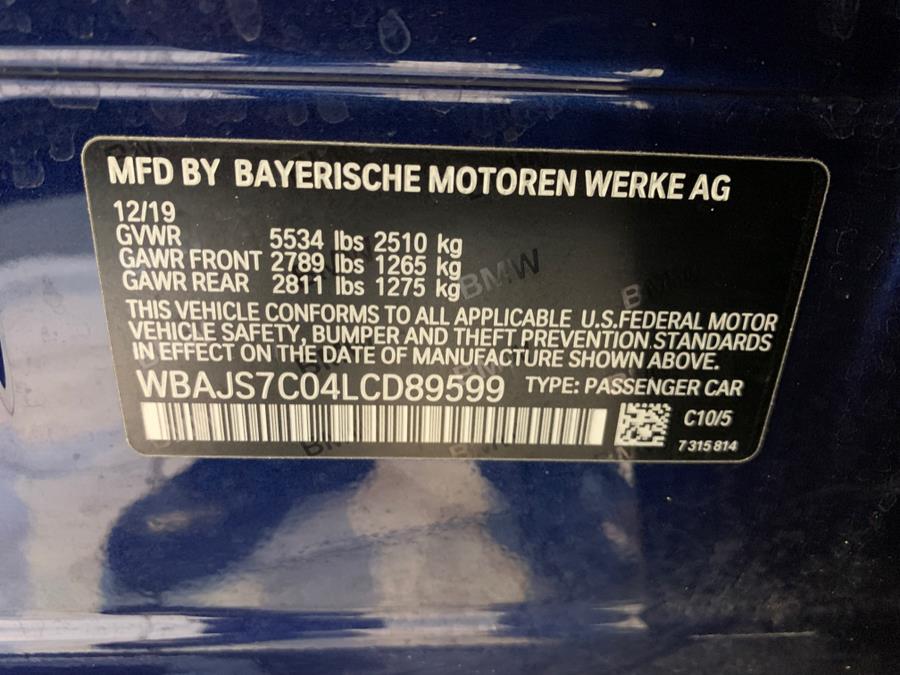 MFD BY BAYERISCHE MOTOREN WERKE AG
12/19
GVWR 5534 lbs 2510 kg
GAWR FRONT 2789 lbs 1265 kg
GAWR REAR 2811 lbs 1275 kg
THIS VEHICLE CONFORMS TO ALL APPLICABLE U.S.FEDERAL MOTOR
VEHICLE SAFETY, BUMPER AND THEFT PREVENTION STANDARDS
IN EFFECT ON THE DATE OF MANUFACTURE SHOWN ABOVE.
WBAJS7C04LCD89599 TYPE: PASSENGER CAR
C10/5
7 315 814
BMW